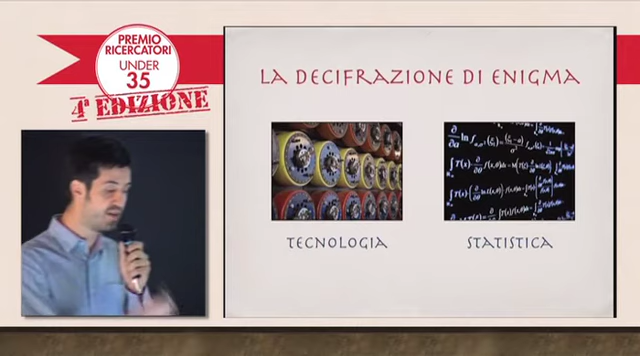 PREMIO
RICERCATORI
UNDER
35
4ª EDIZIONE
LA DECIFRAZIONE DI ENIGMA
TECNOLOGIA
STATISTICA